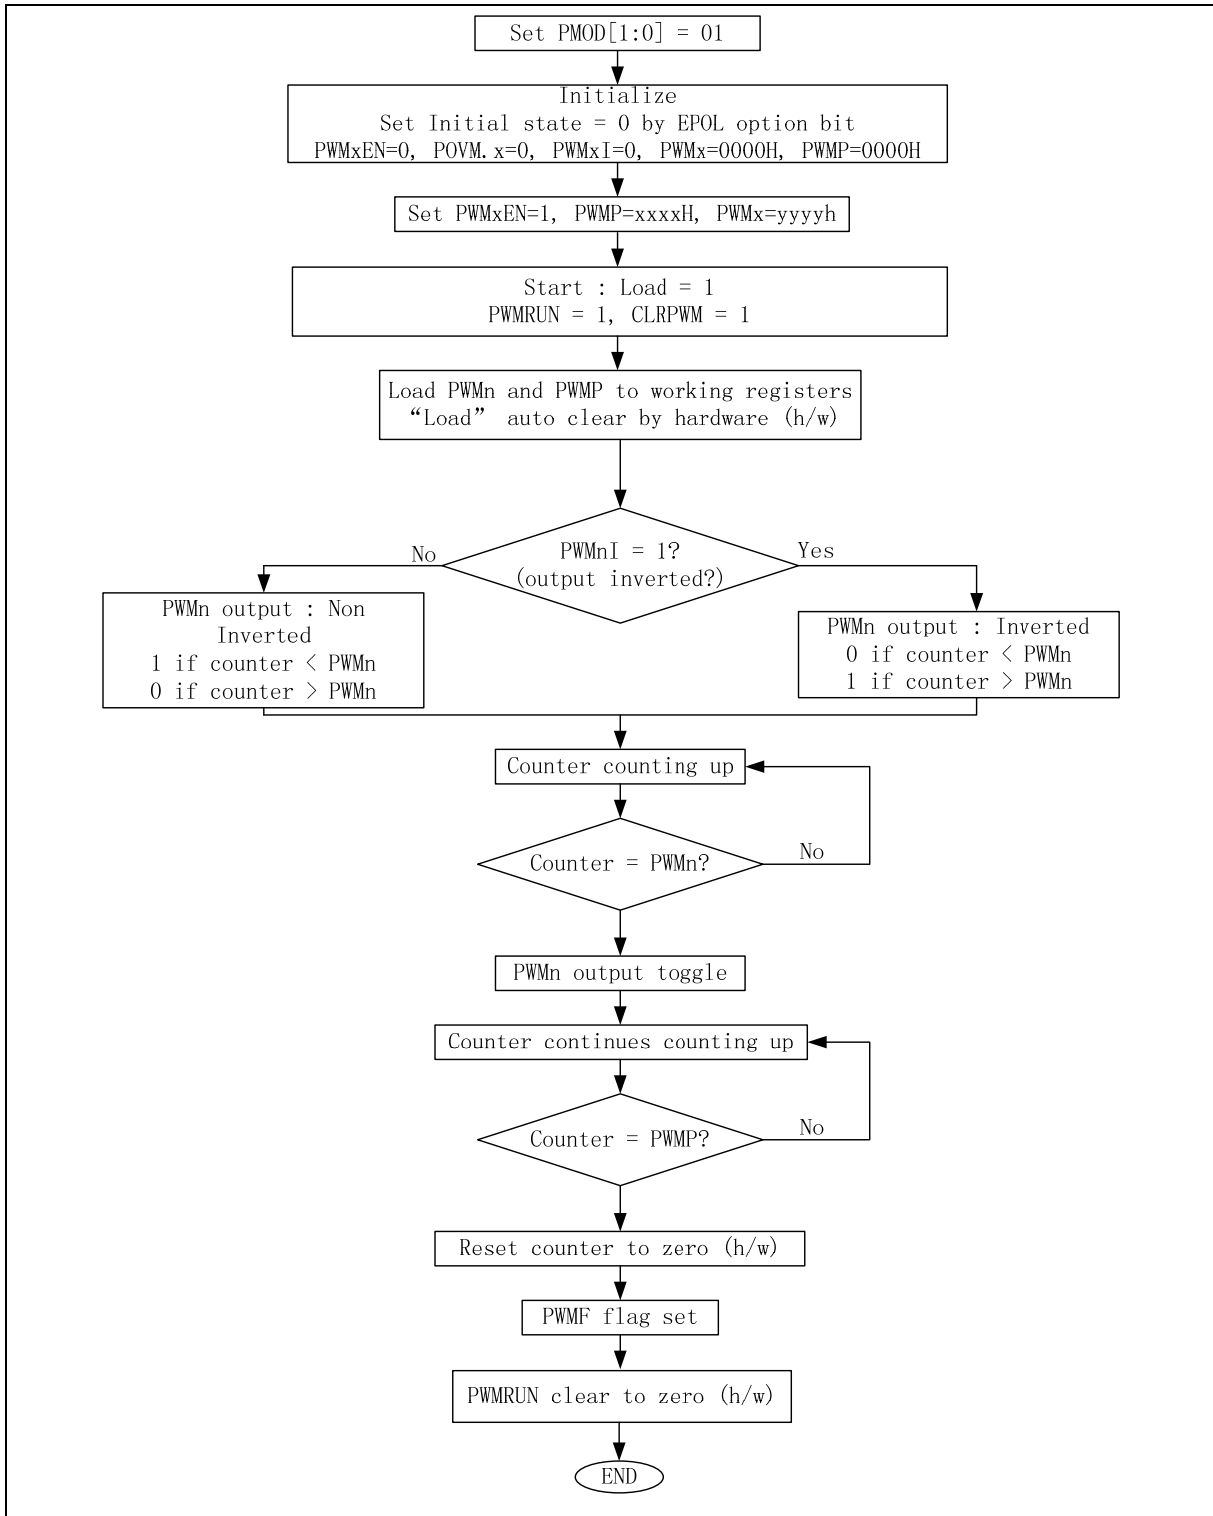 Set PMOD[1:0] = 01
Initialize
Set Initial state = 0 by EPOL option bit
PWMxEN=0, POVM.x=0, PWMxI=0, PWMx=0000H, PWMP=0000H
Set PWMxEN=1, PWMP=xxxxH, PWMx=yyyyh
Start : Load = 1
PWMRUN = 1, CLRPWM = 1
Load PWMn and PWMP to working registers
“Load” auto clear by hardware (h/w)
PWMnI = 1?
(output inverted?)
No
Yes
PWMn output : Non
Inverted
1 if counter < PWMn
0 if counter > PWMn
PWMn output : Inverted
0 if counter < PWMn
1 if counter > PWMn
Counter counting up
Counter = PWMn?
No
PWMn output toggle
Counter continues counting up
Counter = PWMP?
No
Reset counter to zero (h/w)
PWMF flag set
PWMRUN clear to zero (h/w)
END